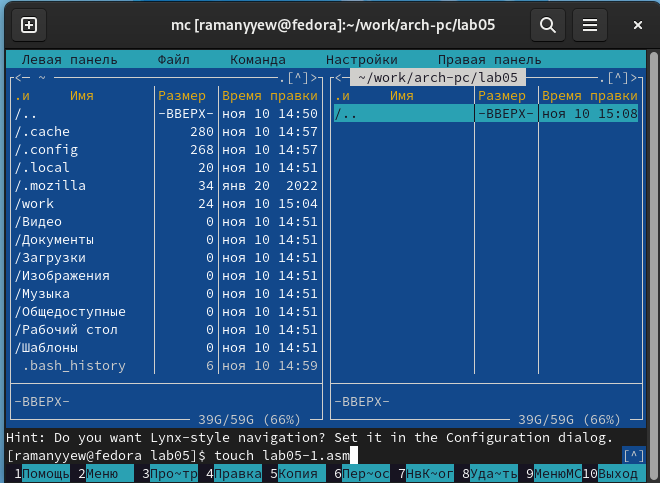 mc [ramanyyew@fedora]:~/work/arch-pc/lab05
Левая панель Файл Команда Настройки Правая панель
<— ~ .[^]> <— ~/work/arch-pc/lab05 .[^]>
.и Имя Размер Время правки .и Имя Размер Время правки
/.. -ВВЕРХ- ноя 10 14:50 /.. -ВВЕРХ- ноя 10 15:08
/.cache 280 ноя 10 14:57
/.config 268 ноя 10 14:57
/.local 20 ноя 10 14:51
/.mozilla 34 янв 20 2022
/work 24 ноя 10 15:04
/Видео 0 ноя 10 14:51
/Документы 0 ноя 10 14:51
/Загрузки 0 ноя 10 14:51
/Изображения 0 ноя 10 14:51
/Музыка 0 ноя 10 14:51
/Общедоступные 0 ноя 10 14:51
/Рабочий стол 0 ноя 10 14:51
/Шаблоны 0 ноя 10 14:51
.bash_history 6 ноя 10 14:59
-ВВЕРХ- -ВВЕРХ-
39G/59G (66%) 39G/59G (66%)
Hint: Do you want Lynx-style navigation? Set it in the Configuration dialog.
[ramanyyew@fedora lab05]$ touch lab05-1.asm [^]
1Помощь 2Меню 3Про~тр 4Правка 5Копия 6Пер~ос 7НвК~ог 8Уда~ть 9МенюMC 10Выход